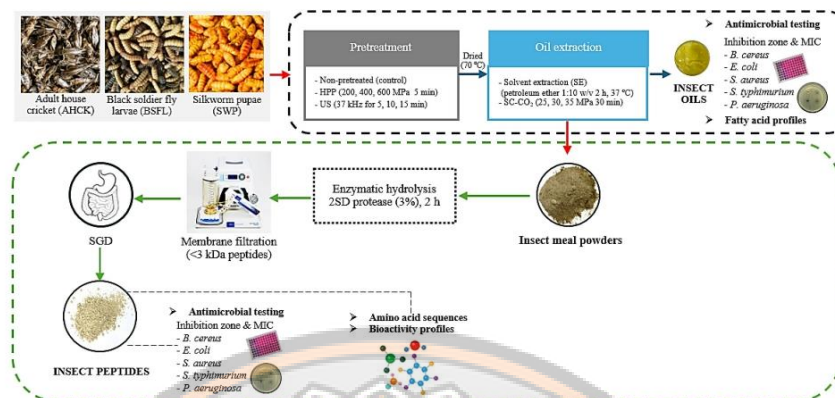 Adult house
cricket (AHCK)
Black soldier fly
larvae (BSFL)
Silkworm pupae
(SWP)
Pretreatment
- Non-pretreated (control)
- HPP (200, 400, 600 MPa 5 min)
- US (37 kHz for 5, 10, 15 min)
Dried
(70 ºC)
Oil extraction
- Solvent extraction (SE)
(petroleum ether 1:10 w/v 2 h, 37 ºC)
- SC-CO₂ (25, 30, 35 MPa 30 min)
INSECT
OILS
➤ Antimicrobial testing
Inhibition zone & MIC
- B. cereus
- E. coli
- S. aureus
- S. typhimurium
- P. aeruginosa
➤ Fatty acid profiles
SGD
Membrane filtration
(<3 kDa peptides)
Enzymatic hydrolysis
2SD protease (3%), 2 h
Insect meal powders
INSECT PEPTIDES
➤ Antimicrobial testing
Inhibition zone & MIC
- B. cereus
- E. coli
- S. aureus
- S. typhimurium
- P. aeruginosa
➤ Amino acid sequences
➤ Bioactivity profiles